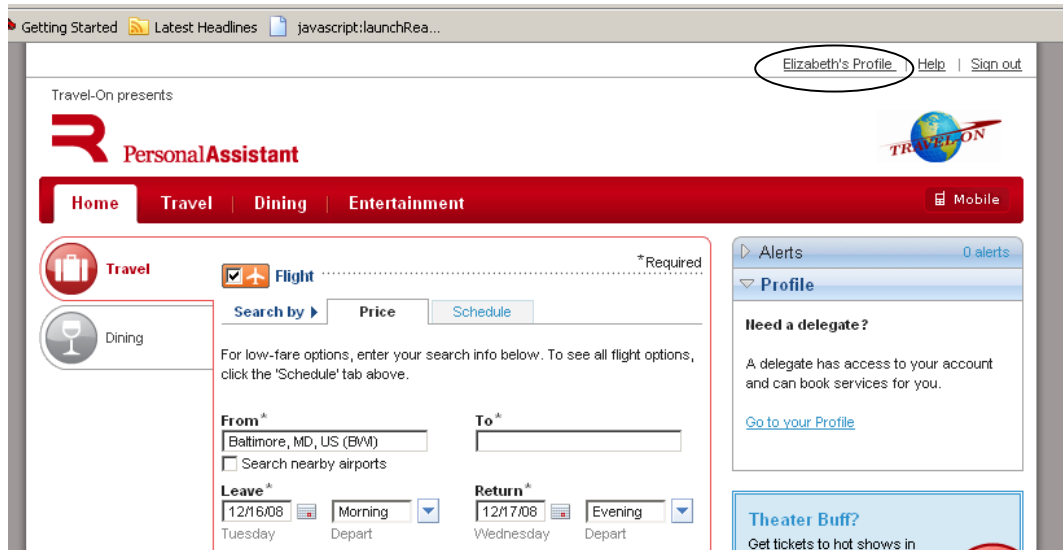 Getting Started Latest Headlines javascript:launchRea...
Elizabeth's Profile | Help | Sign out
Travel-On presents
PersonalAssistant
TRAVEL-ON
Home Travel | Dining | Entertainment
Mobile
Travel
Dining
Flight
*Required
Search by Price Schedule
For low-fare options, enter your search info below. To see all flight options,
click the 'Schedule' tab above.
From* To*
Baltimore, MD, US (BWI)
Search nearby airports
Leave* Return*
12/16/08 Morning 12/17/08 Evening
Tuesday Depart Wednesday Depart
Alerts 0 alerts
Profile
Need a delegate?
A delegate has access to your account
and can book services for you.
Go to your Profile
Theater Buff?
Get tickets to hot shows in